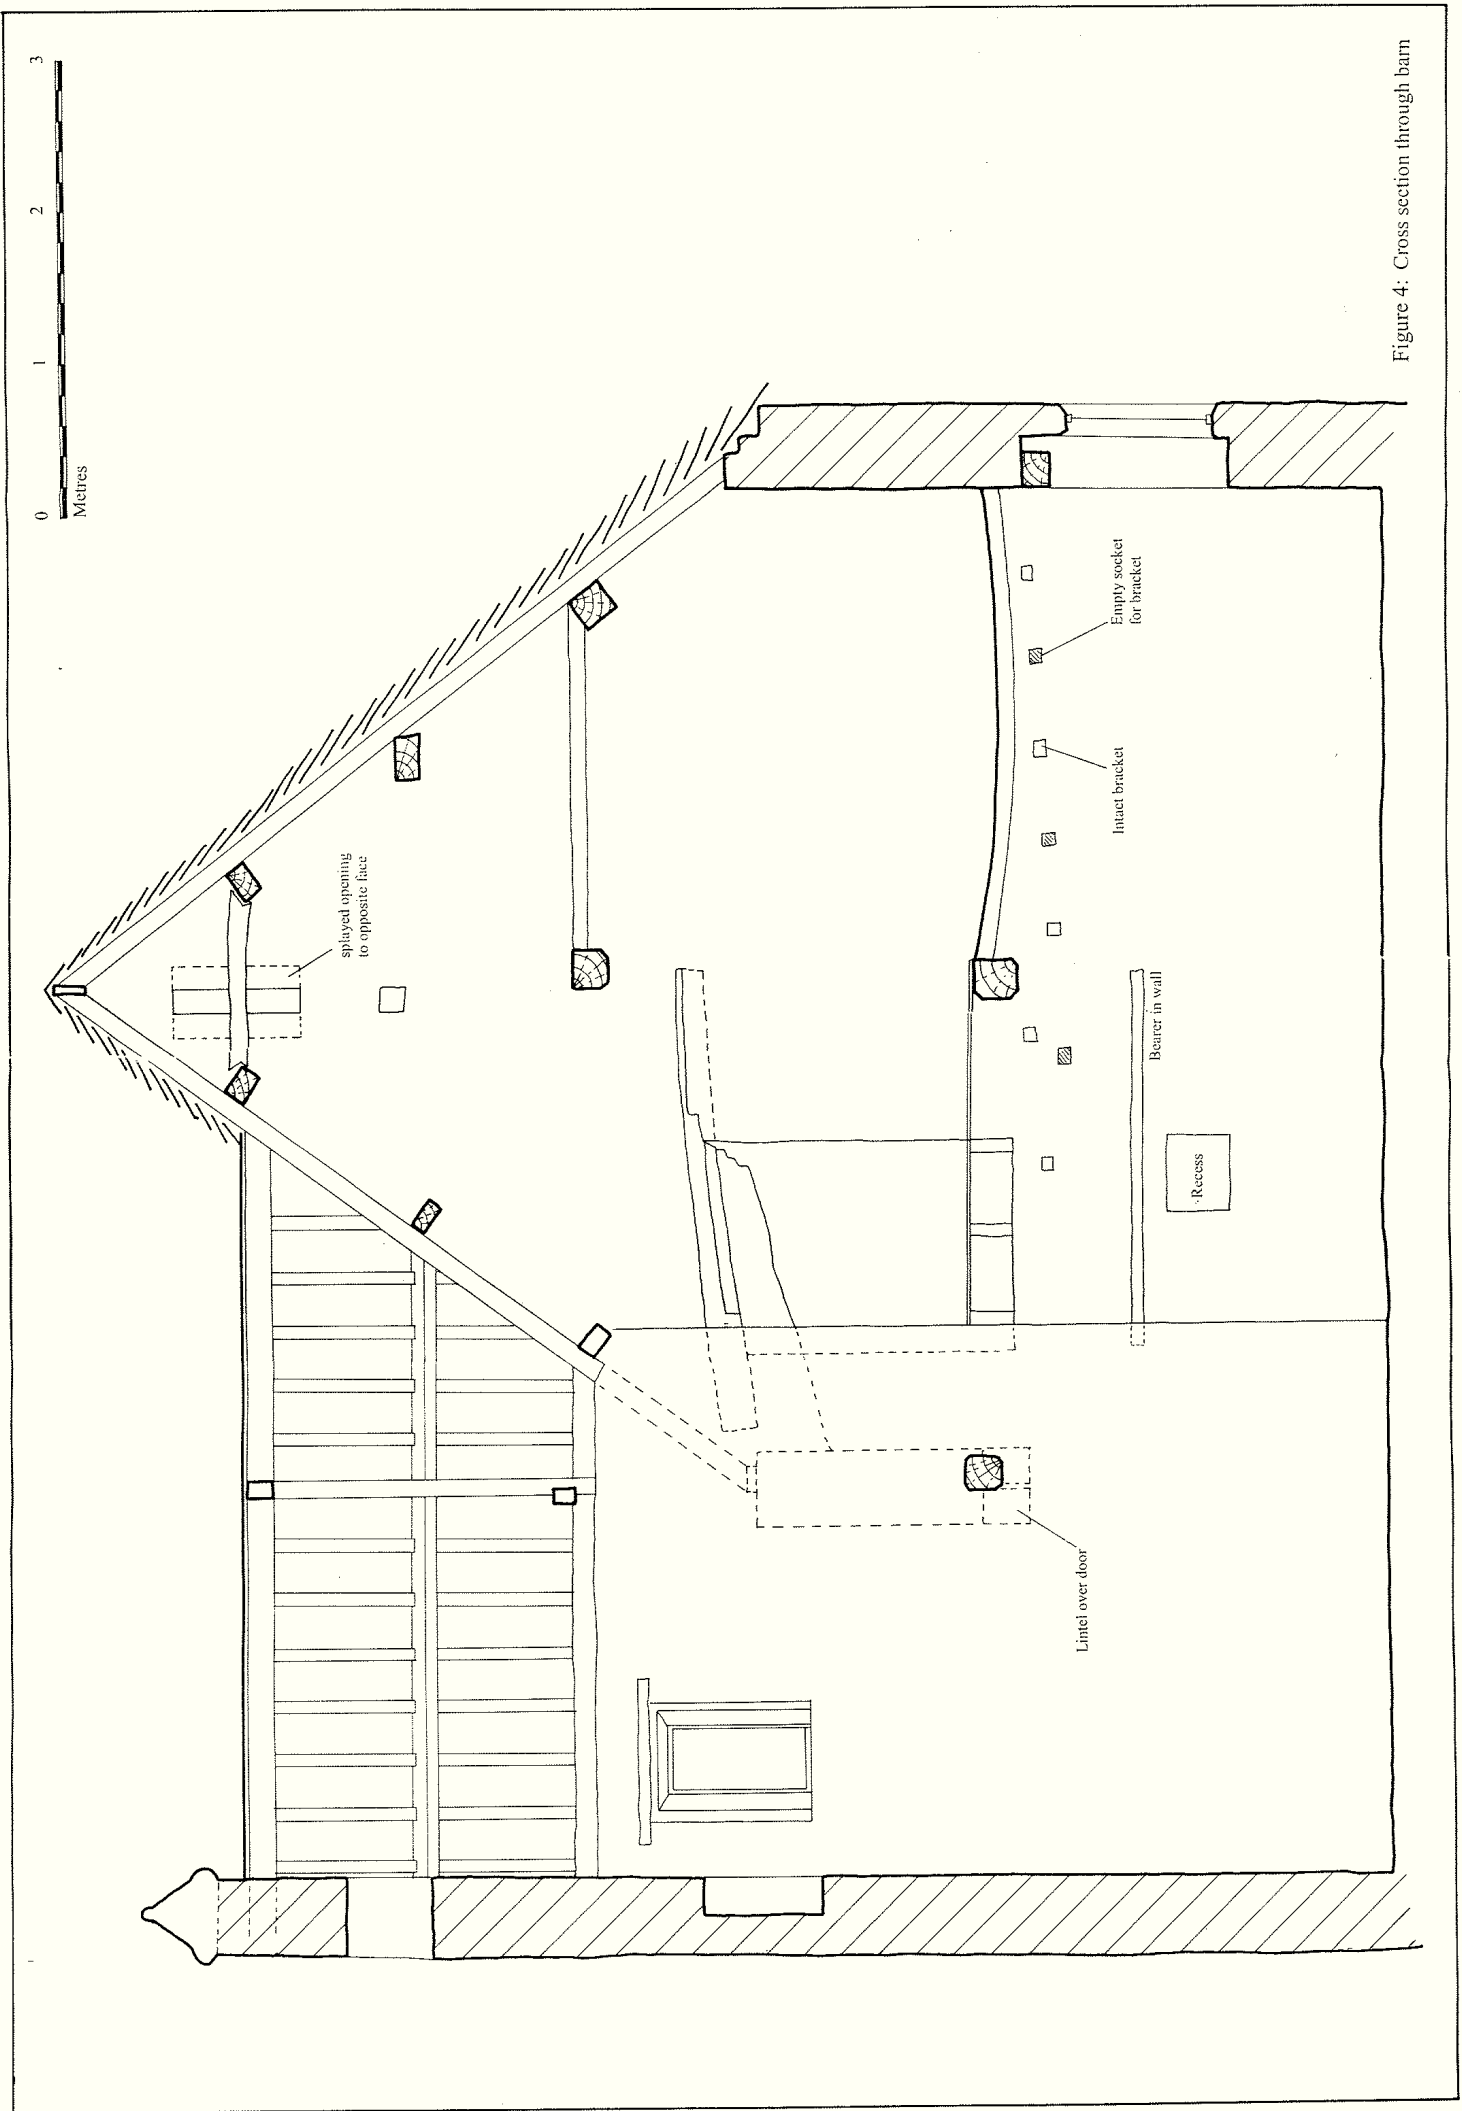 3
2
1
0
Metres
splayed opening
to opposite face
Empty socket
for bracket
Intact bracket
Bearer in wall
Recess
Lintel over door
Figure 4: Cross section through barn